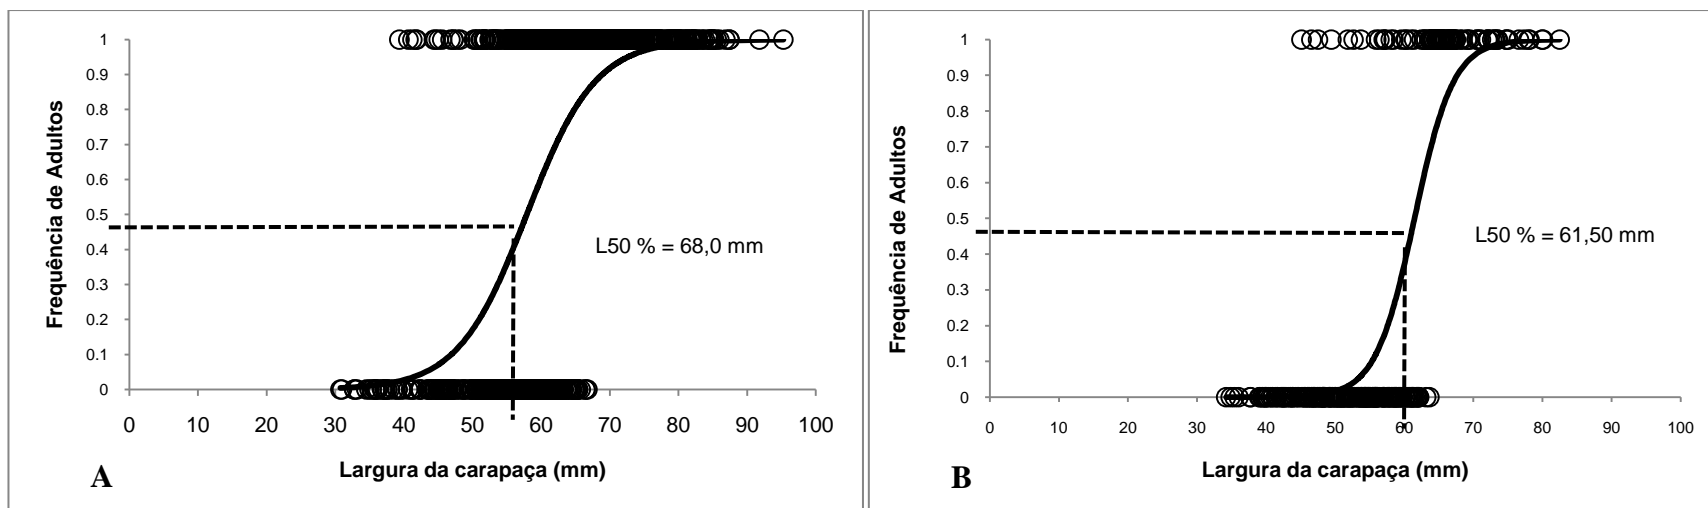 1
0.9
0.8
0.7
0.6
0.5
0.4
0.3
0.2
0.1
0
Frequência de Adultos
L50 % = 68,0 mm
0 10 20 30 40 50 60 70 80 90 100
Largura da carapaça (mm)
A
1
0.9
0.8
0.7
0.6
0.5
0.4
0.3
0.2
0.1
0
Frequência de Adultos
L50 % = 61,50 mm
0 10 20 30 40 50 60 70 80 90 100
Largura da carapaça (mm)
B